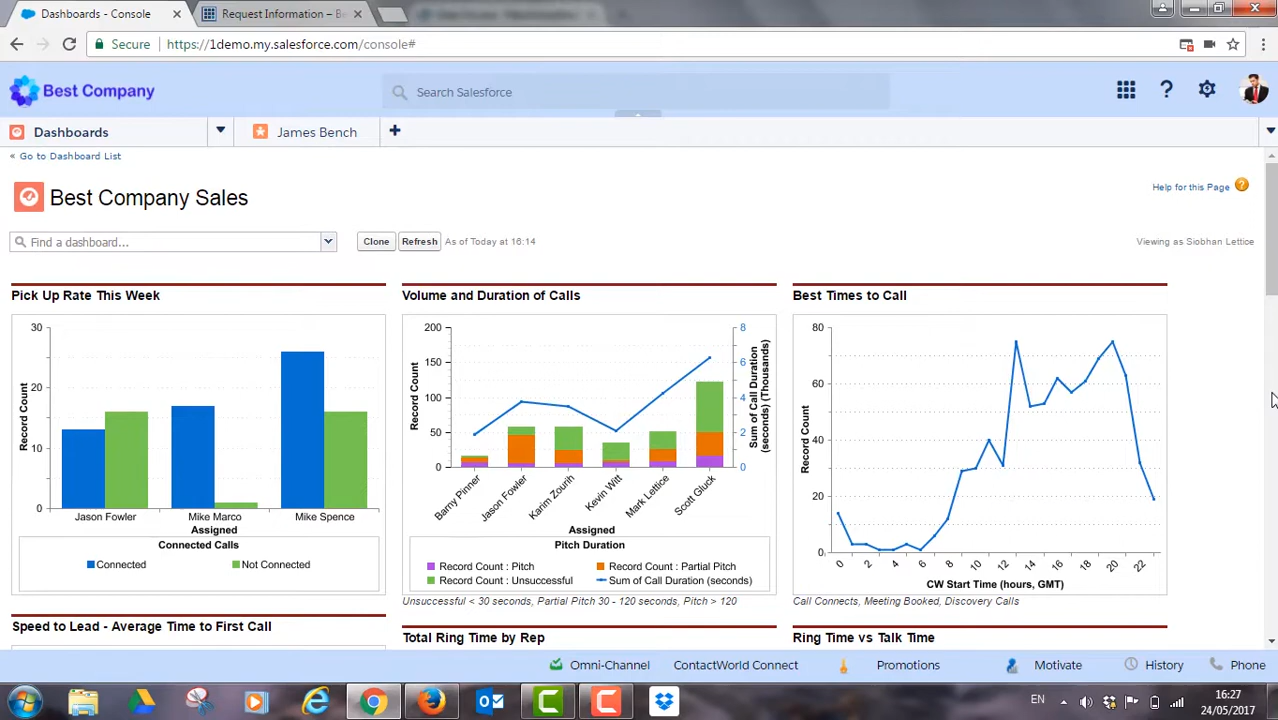 Dashboards - Console
Request Information – Be
Secure
https://1demo.my.salesforce.com/console#
Best Company
Search Salesforce
Dashboards
James Bench
« Go to Dashboard List
Best Company Sales
Help for this Page
Find a dashboard...
Clone
Refresh
As of Today at 16:14
Viewing as Siobhan Lettice
Pick Up Rate This Week
30
20
10
0
Record Count
Jason Fowler
Mike Marco
Mike Spence
Assigned
Connected Calls
Connected
Not Connected
Volume and Duration of Calls
200
150
100
50
0
Record Count
8
6
4
2
0
Sum of Call Duration (seconds) (Thousands)
Barny Pinner
Jason Fowler
Karim Zourih
Kevin Witt
Mark Lettice
Scott Gluck
Assigned
Pitch Duration
Record Count : Pitch
Record Count : Partial Pitch
Record Count : Unsuccessful
Sum of Call Duration (seconds)
Unsuccessful < 30 seconds, Partial Pitch 30 - 120 seconds, Pitch > 120
Best Times to Call
80
60
40
20
0
Record Count
0
2
4
6
8
10
12
14
16
18
20
22
CW Start Time (hours, GMT)
Call Connects, Meeting Booked, Discovery Calls
Speed to Lead - Average Time to First Call
Total Ring Time by Rep
Ring Time vs Talk Time
Omni-Channel
ContactWorld Connect
Promotions
Motivate
History
Phone
EN
16:27
24/05/2017